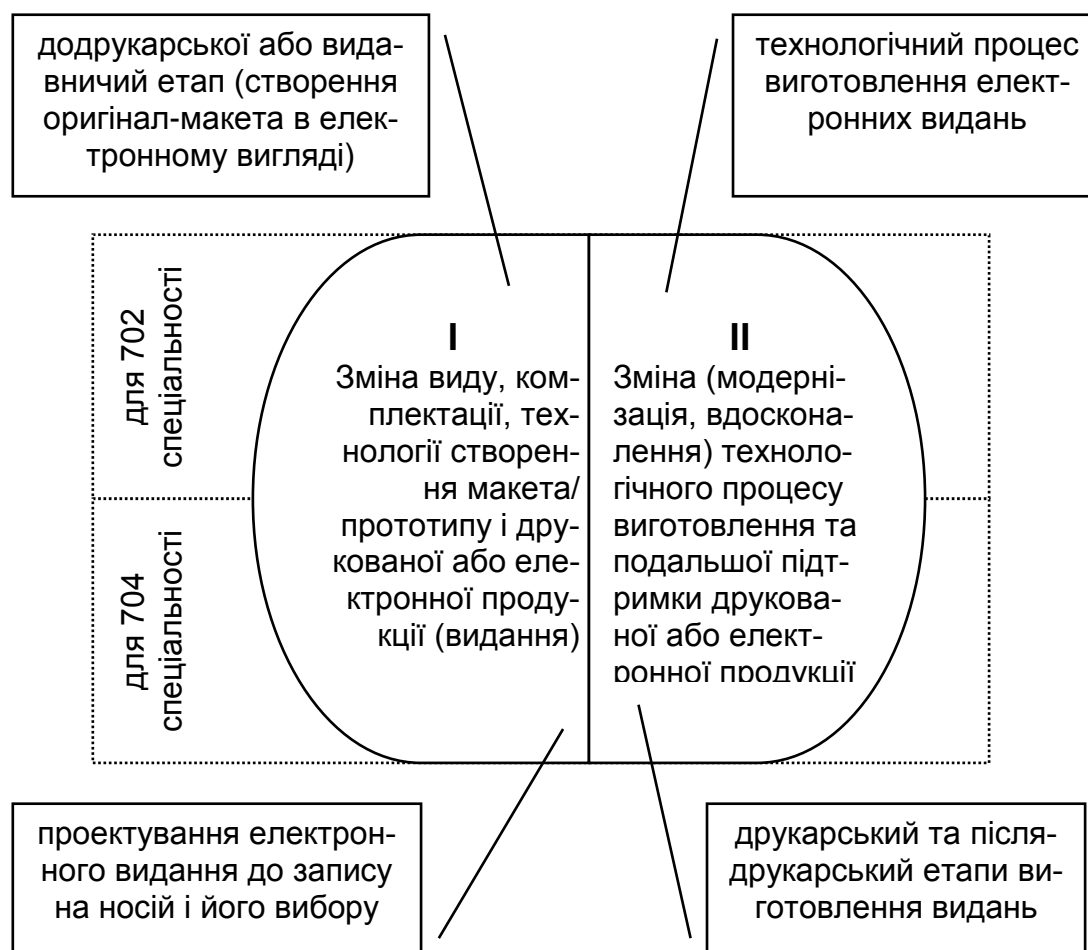 додрукарської або вида-
вничий етап (створення
оригінал-макета в елек-
тронному вигляді)
технологічний процес
виготовлення елект-
ронних видань
для 702
спеціальності
для 704
спеціальності
I
Зміна виду, ком-
плектації, тех-
нології створен-
ня макета/
прототипу і дру-
кованої або еле-
ктронної проду-
кції (видання)
II
Зміна (модерні-
зація, вдоскона-
лення) техноло-
гічного процесу
виготовлення та
подальшої підт-
римки друкова-
ної або елект-
ронної продукції
проектування електрон-
ного видання до запису
на носій і його вибору
друкарський та після-
друкарський етапи ви-
готовлення видань